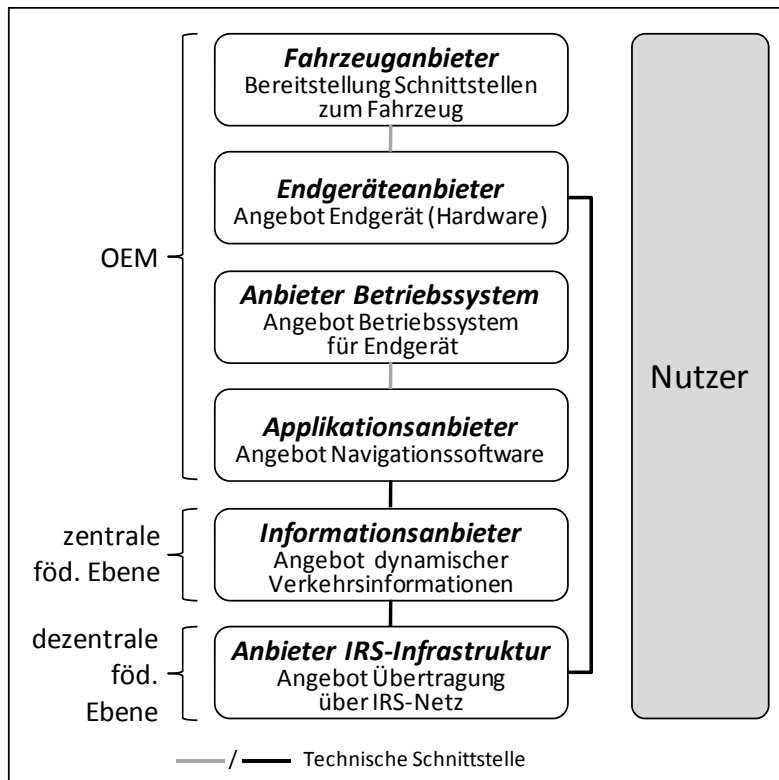 Fahrzeuganbieter
Bereitstellung Schnittstellen
zum Fahrzeug
Endgeräteanbieter
Angebot Endgerät (Hardware)
OEM
Anbieter Betriebssystem
Angebot Betriebssystem
für Endgerät
Applikationsanbieter
Angebot Navigationssoftware
zentrale
föd. Ebene
Informationsanbieter
Angebot dynamischer
Verkehrsinformationen
dezentrale
föd.
Ebene
Anbieter IRS-Infrastruktur
Angebot Übertragung
über IRS-Netz
Nutzer
/ Technische Schnittstelle